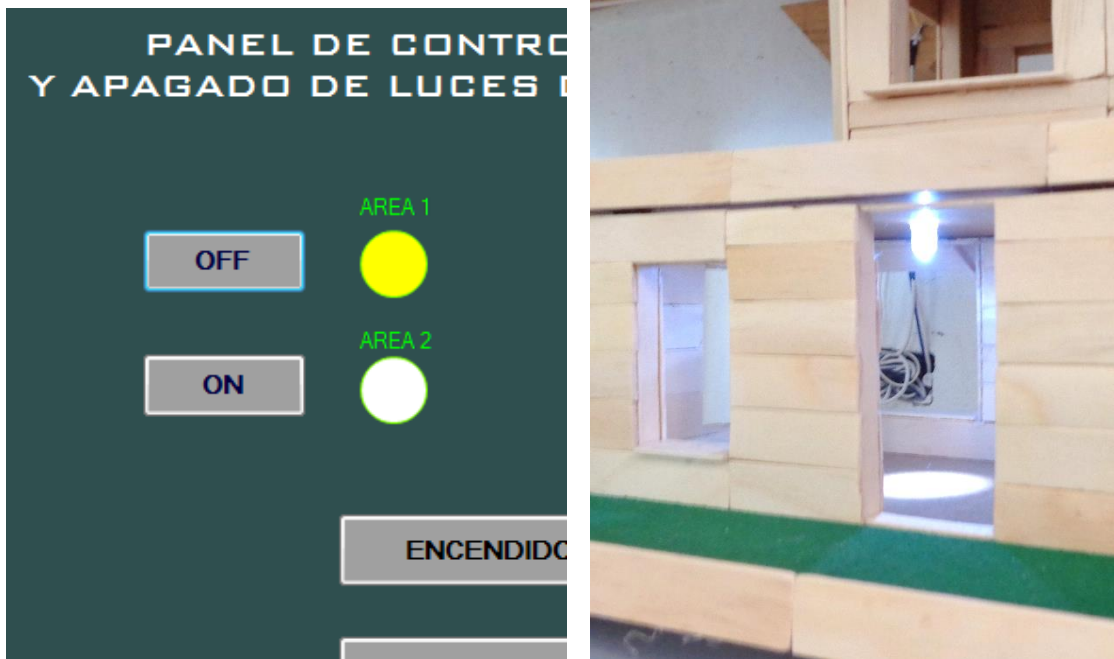 PANEL DE CONTRO
Y APAGADO DE LUCES D
AREA 1
OFF
AREA 2
ON
ENCENDIDO